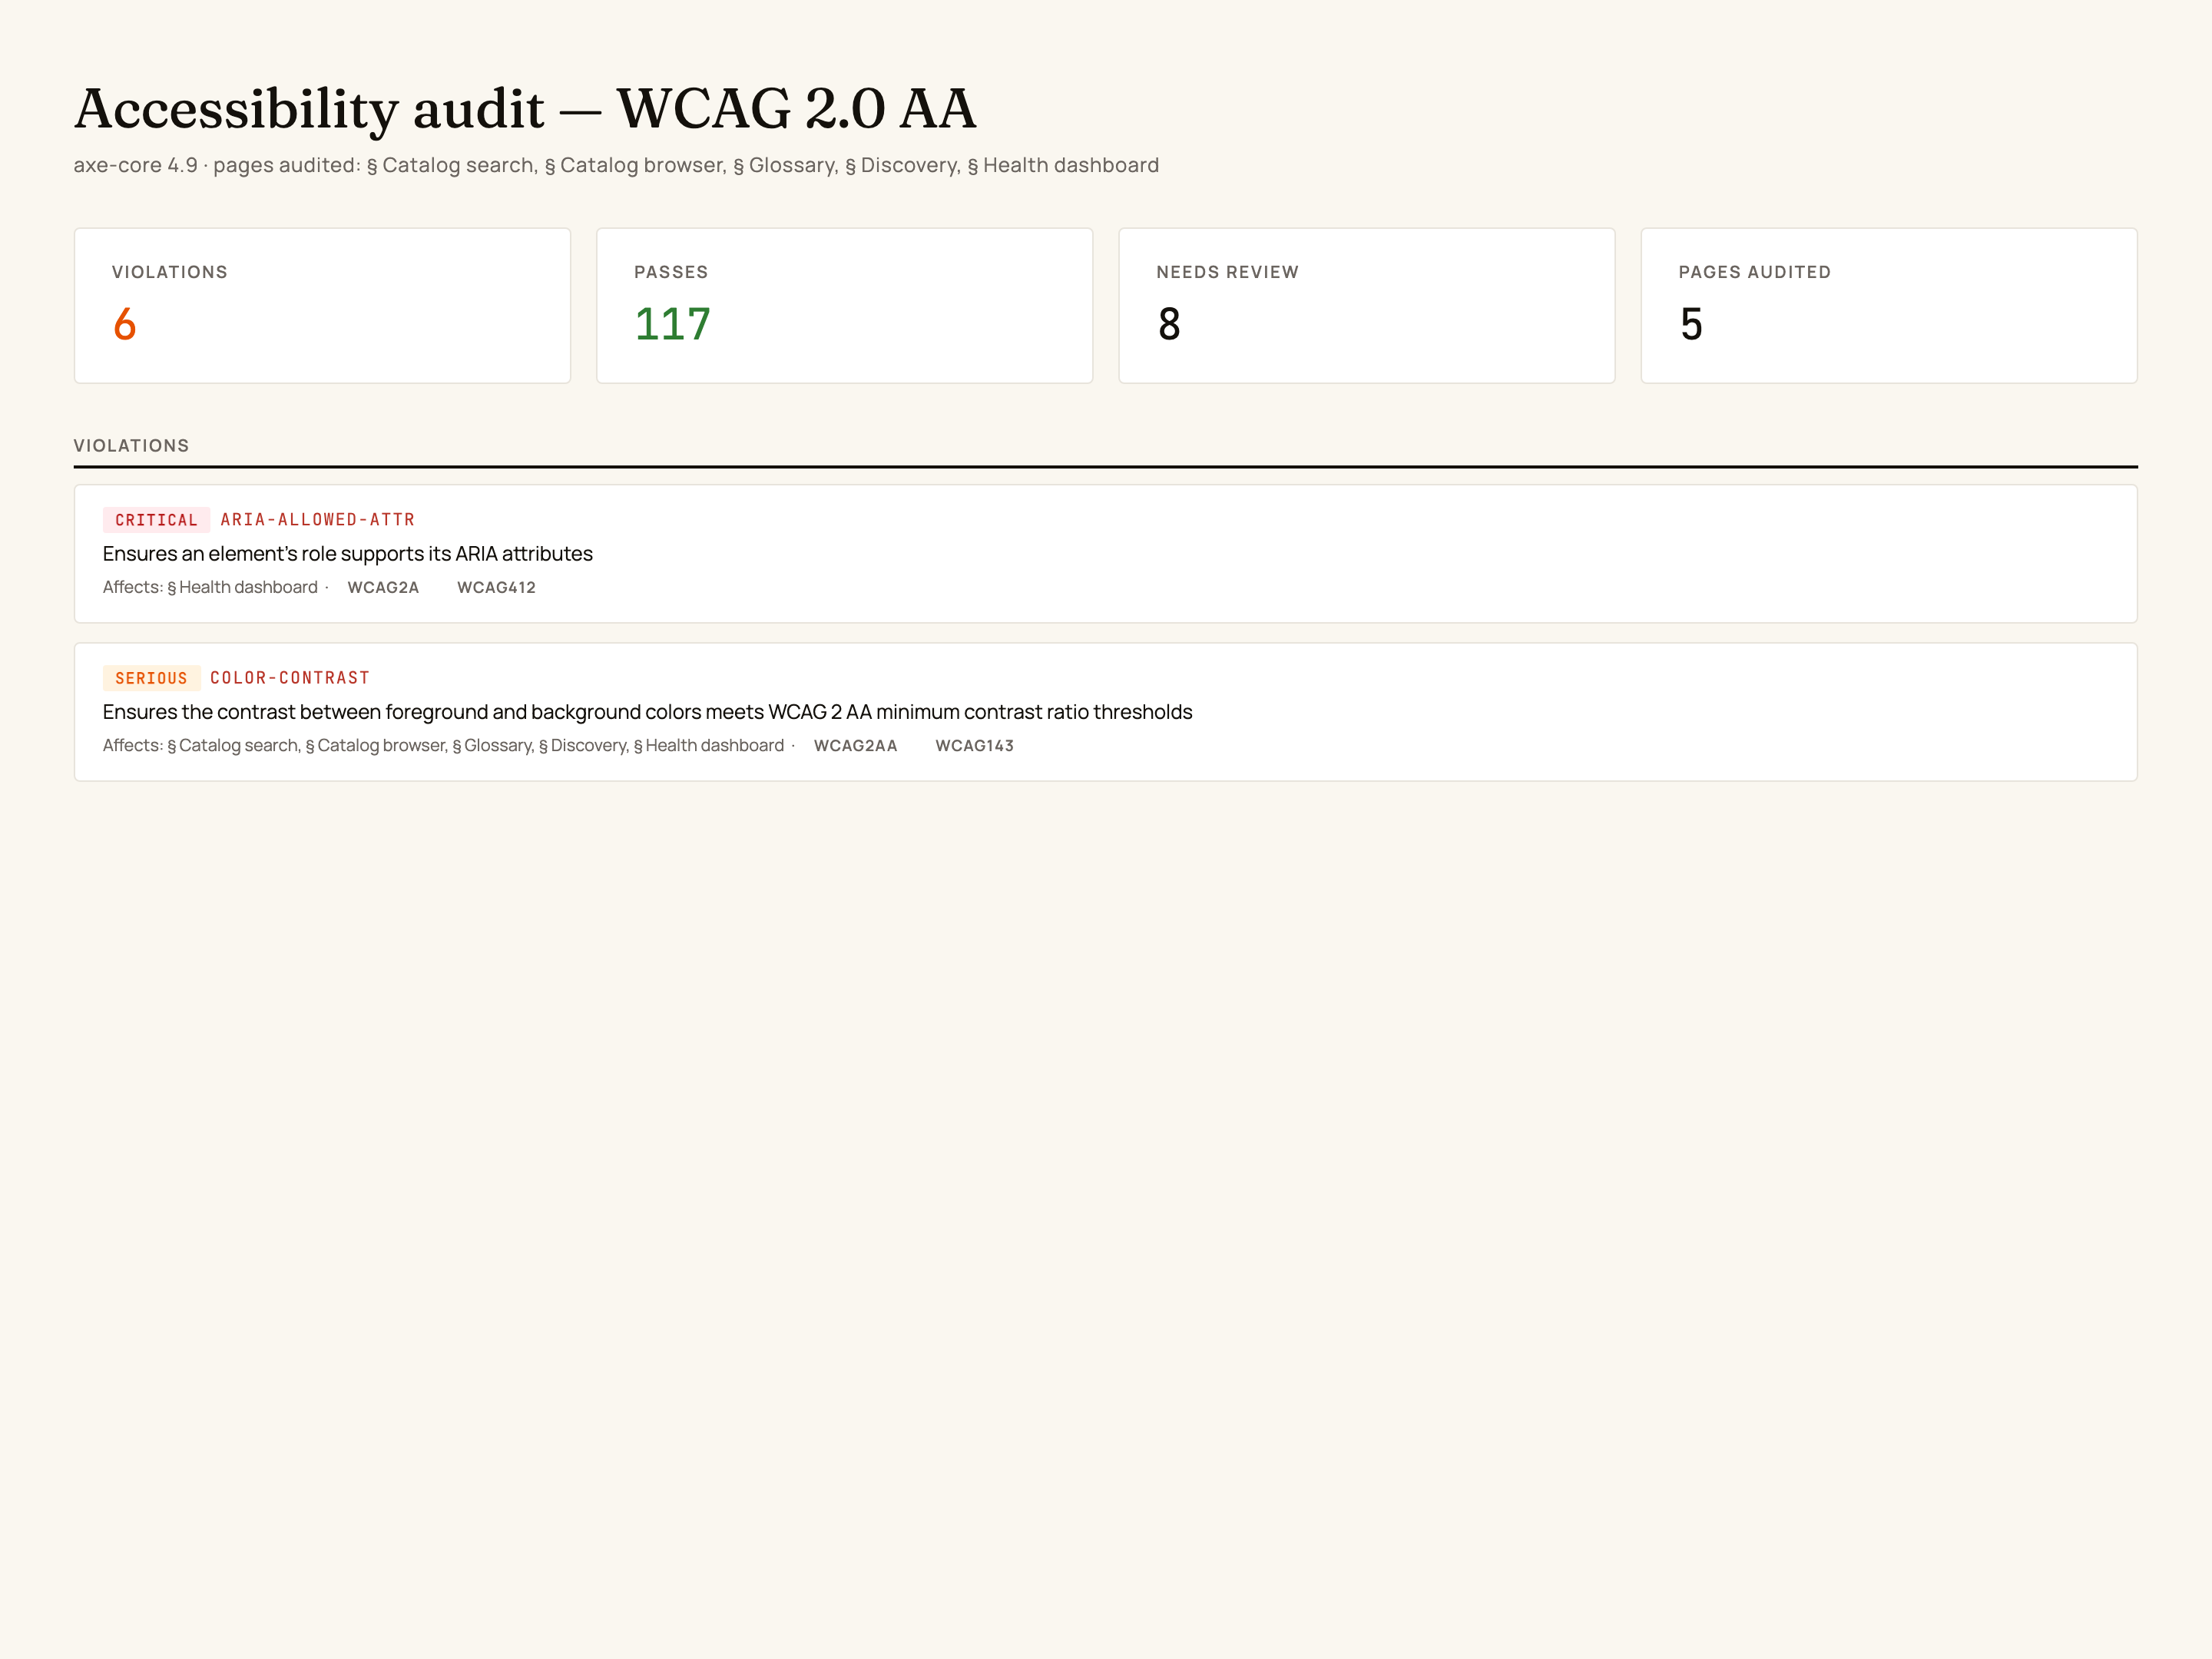 Accessibility audit — WCAG 2.0 AA
axe-core 4.9 · pages audited: § Catalog search, § Catalog browser, § Glossary, § Discovery, § Health dashboard
VIOLATIONS
6
PASSES
117
NEEDS REVIEW
8
PAGES AUDITED
5
VIOLATIONS
CRITICAL ARIA-ALLOWED-ATTR
Ensures an element's role supports its ARIA attributes
Affects: § Health dashboard · WCAG2A WCAG412
SERIOUS COLOR-CONTRAST
Ensures the contrast between foreground and background colors meets WCAG 2 AA minimum contrast ratio thresholds
Affects: § Catalog search, § Catalog browser, § Glossary, § Discovery, § Health dashboard · WCAG2AA WCAG143